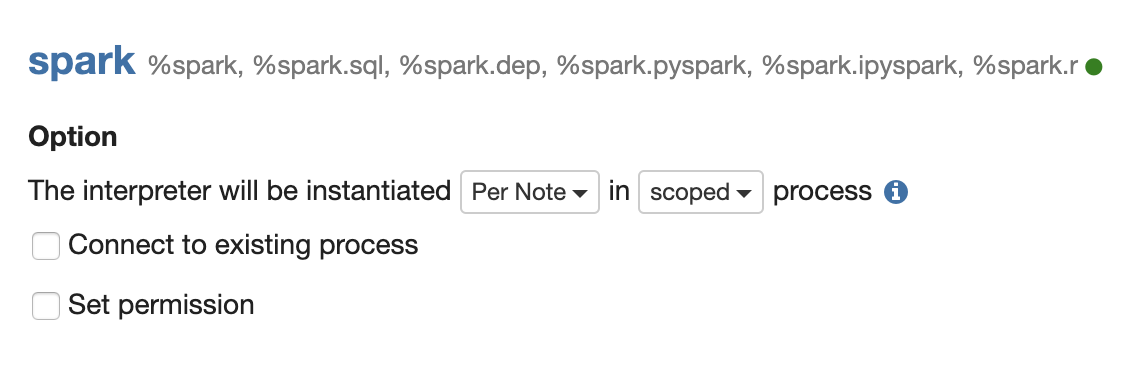 spark %spark, %spark.sql, %spark.dep, %spark.pyspark, %spark.ipyspark, %spark.r
Option
The interpreter will be instantiated Per Note in scoped process
Connect to existing process
Set permission